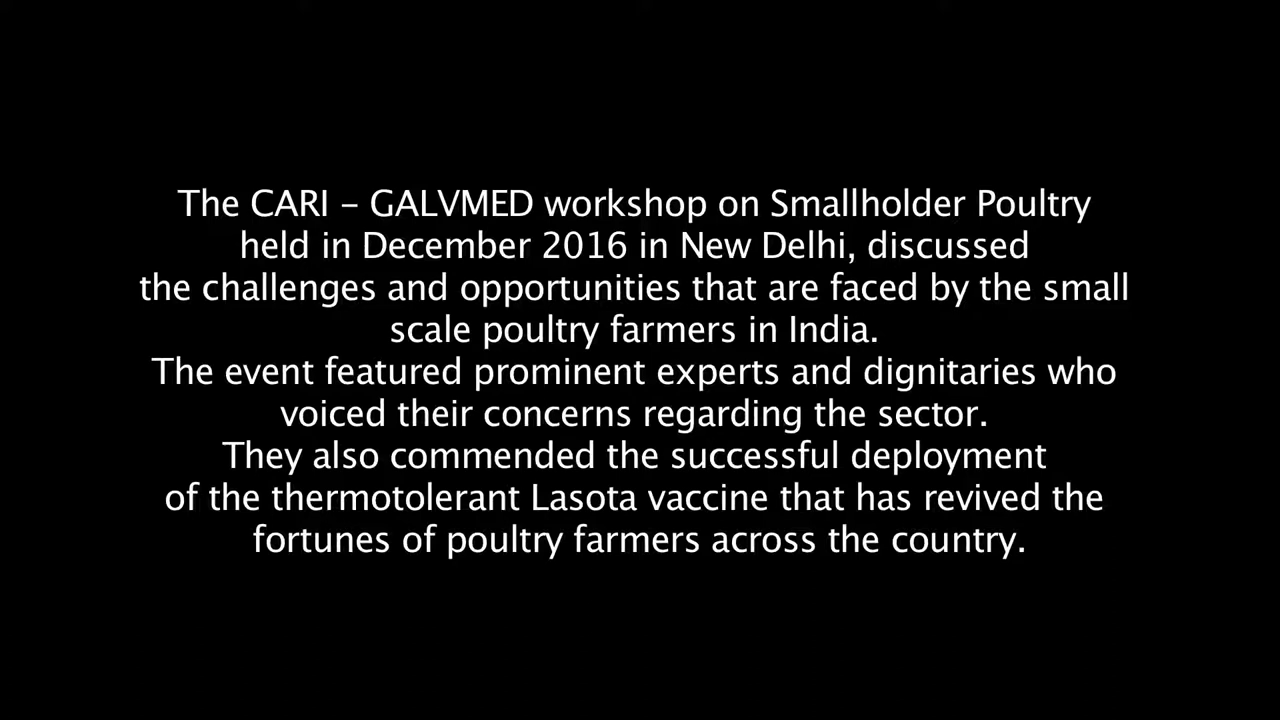 The CARI – GALVMED workshop on Smallholder Poultry
held in December 2016 in New Delhi, discussed
the challenges and opportunities that are faced by the small
scale poultry farmers in India.
The event featured prominent experts and dignitaries who
voiced their concerns regarding the sector.
They also commended the successful deployment
of the thermotolerant Lasota vaccine that has revived the
fortunes of poultry farmers across the country.